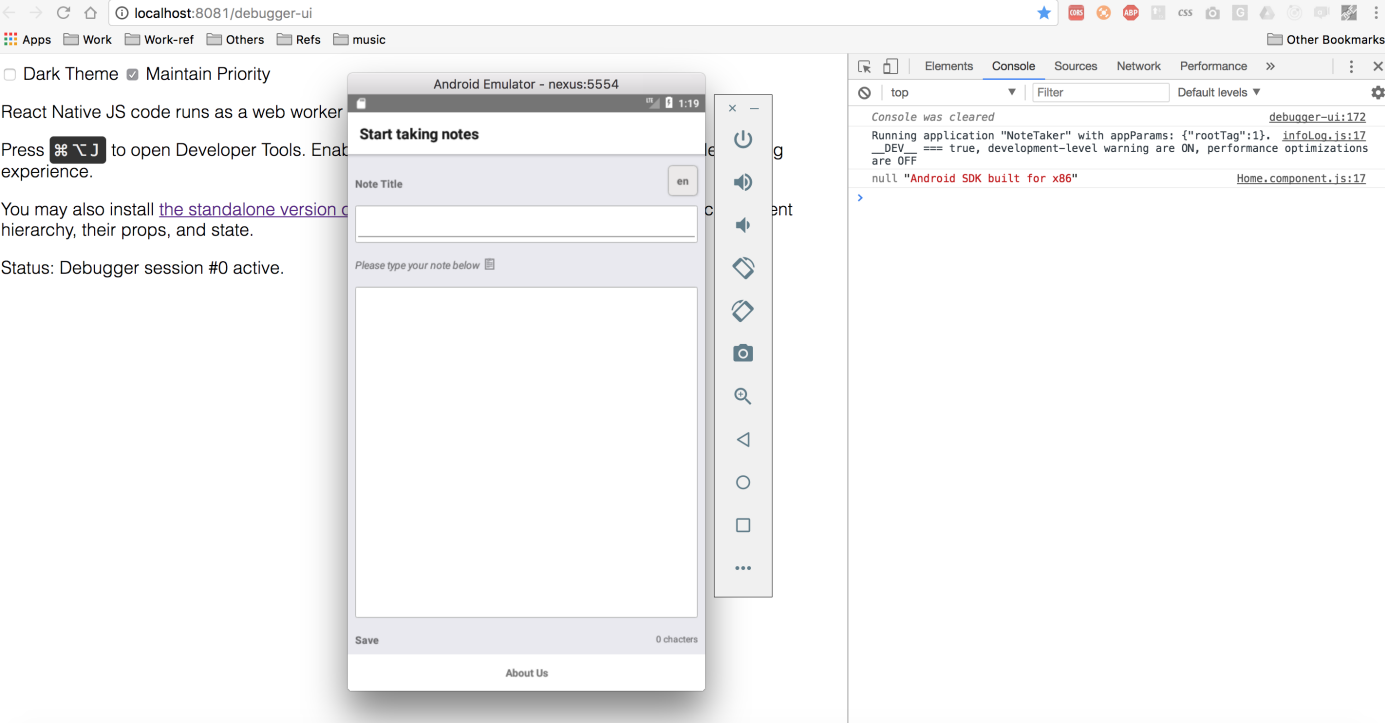 localhost:8081/debugger-ui
CORS
ABP
css
G
Apps Work Work-ref Others Refs music Other Bookmarks
Dark Theme Maintain Priority
React Native JS code runs as a web worker
Press ⌘⌥J to open Developer Tools. Enab
g
experience.
You may also install the standalone version
ent
hierarchy, their props, and state.
Status: Debugger session #0 active.
Android Emulator - nexus:5554
LTE 1:19
Start taking notes
Note Title
en
Please type your note below
Save
0 chacters
About Us
Elements Console Sources Network Performance »
top Filter Default levels
Console was cleared debugger-ui:172
Running application "NoteTaker" with appParams: {"rootTag":1}. infoLog.js:17
__DEV__ === true, development-level warning are ON, performance optimizations
are OFF
null "Android SDK built for x86" Home.component.js:17